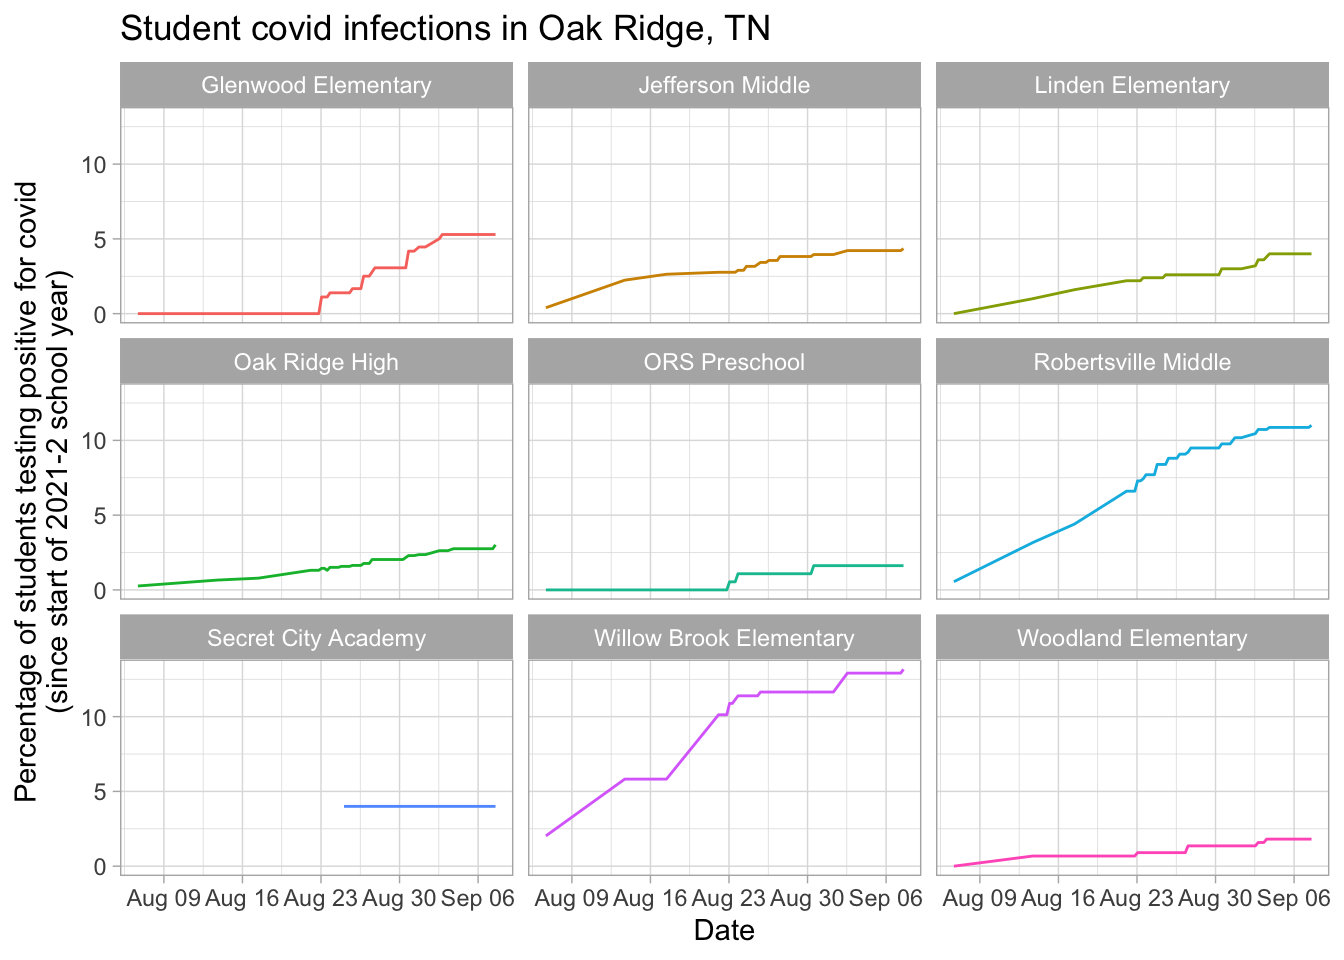 Student covid infections in Oak Ridge, TN
Percentage of students testing positive for covid
(since start of 2021-2 school year)
Glenwood Elementary
Jefferson Middle
Linden Elementary
10
5
0
Oak Ridge High
ORS Preschool
Robertsville Middle
10
5
0
Secret City Academy
Willow Brook Elementary
Woodland Elementary
10
5
0
Aug 09 Aug 16 Aug 23 Aug 30 Sep 06
Aug 09 Aug 16 Aug 23 Aug 30 Sep 06
Aug 09 Aug 16 Aug 23 Aug 30 Sep 06
Date